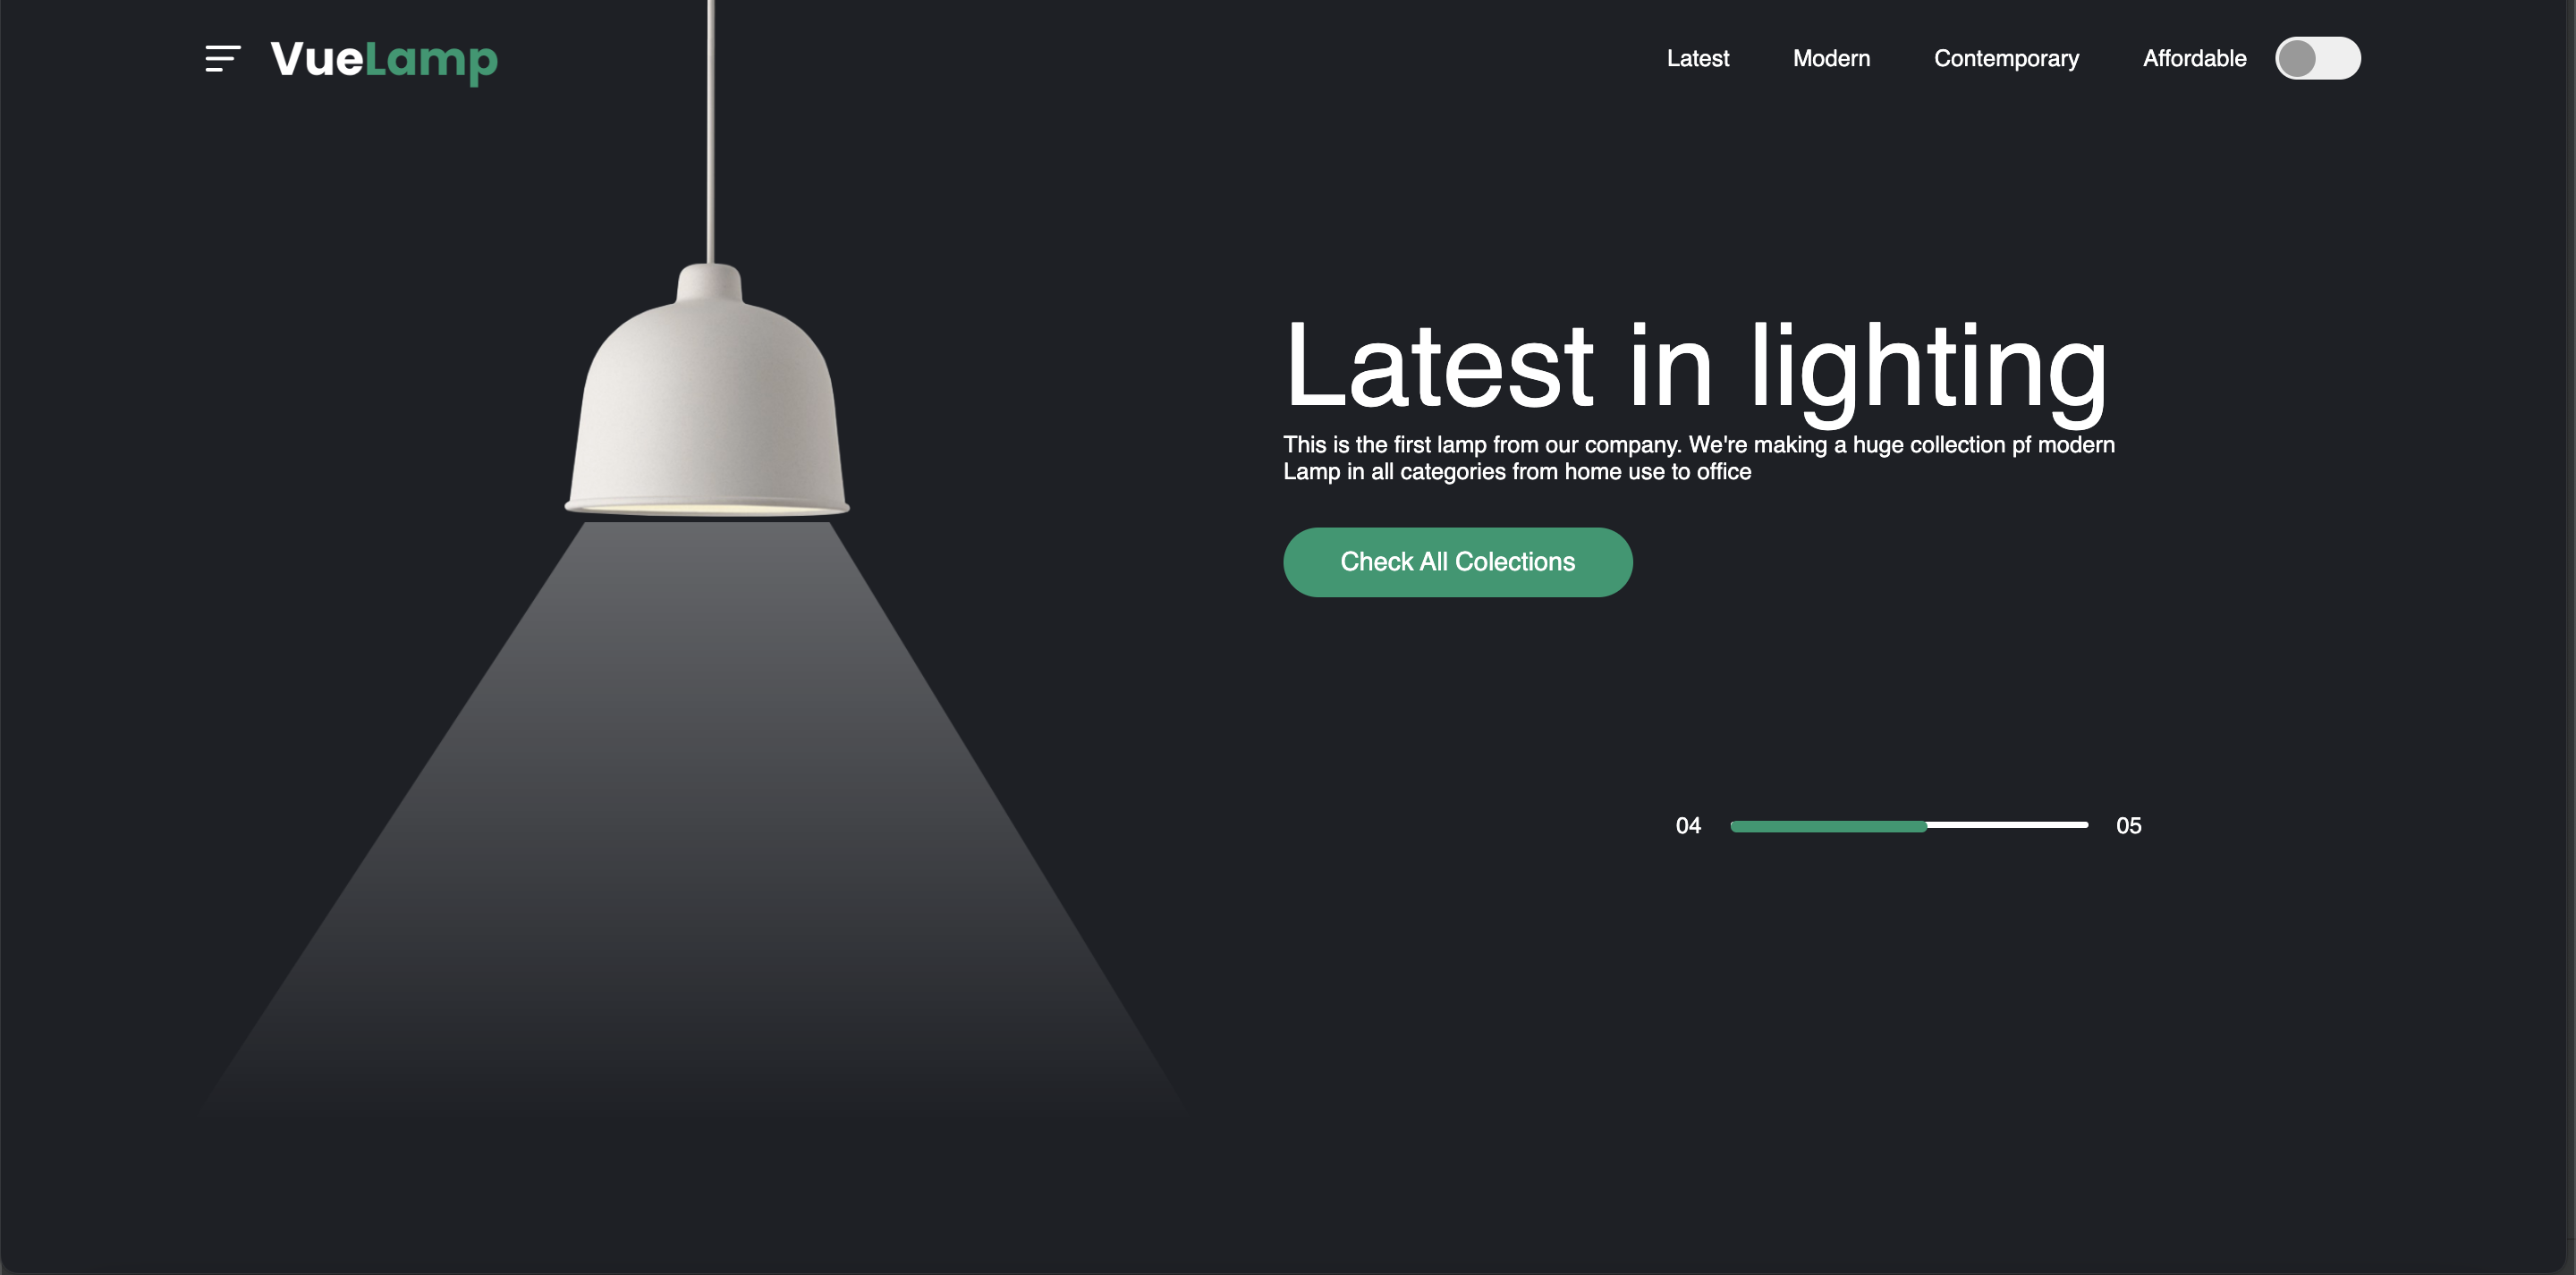 VueLamp
Latest
Modern
Contemporary
Affordable
Latest in lighting
This is the first lamp from our company. We're making a huge collection pf modern
Lamp in all categories from home use to office
Check All Colections
04
05